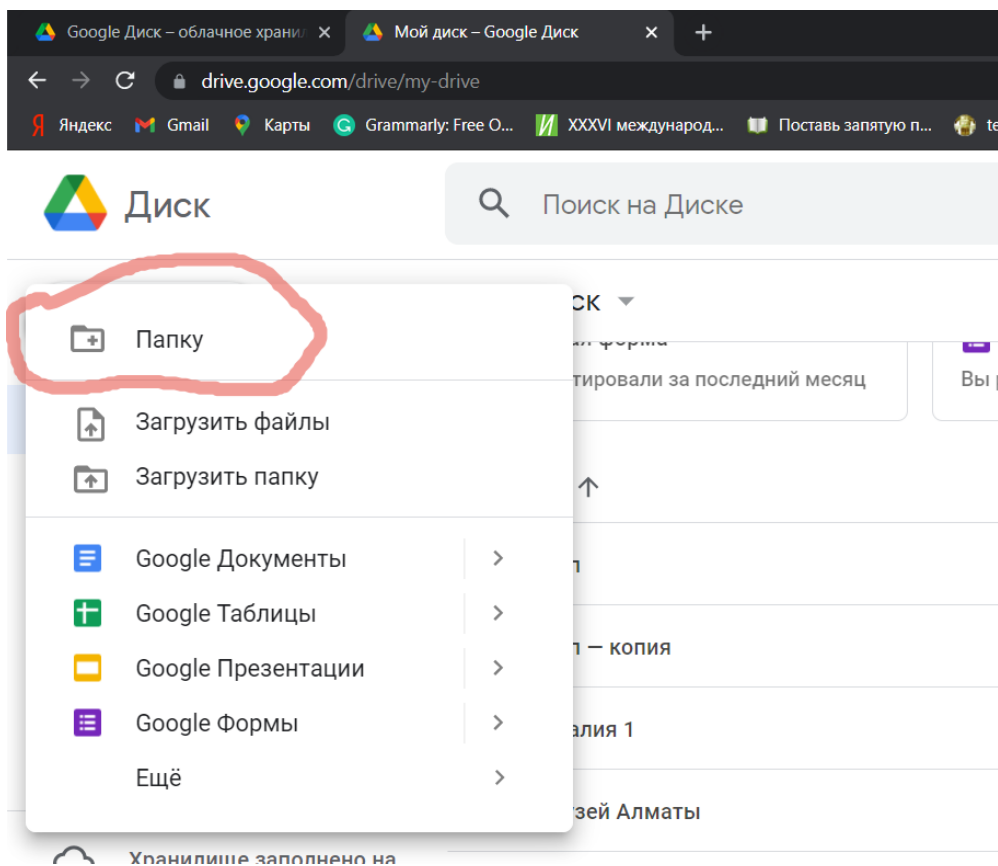 Google Диск – облачное хранил
Мой диск – Google Диск
drive.google.com/drive/my-drive
Яндекс Gmail Карты Grammarly: Free O... XXXVI международ... Поставь запятую п... te
Диск
Поиск на Диске
ск
Папку
тировали за последний месяц
Вы
Загрузить файлы
Загрузить папку
Google Документы
Google Таблицы
– копия
Google Презентации
Google Формы
алия 1
Ещё
зей Алматы
Хранилище заполнено на